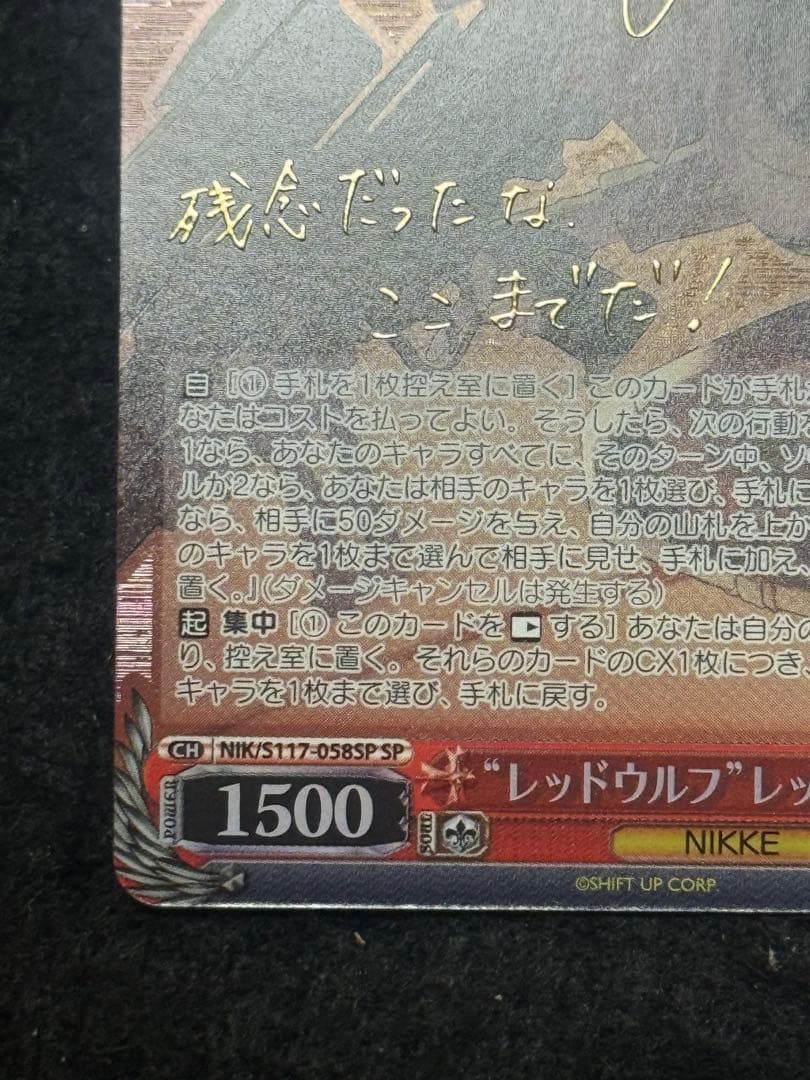 残念だったな。
ここまでだ!
自 [① 手札を1枚控え室に置く] このカードが手札
なたはコストを払ってよい。そうしたら、次の行動を
1なら、あなたのキャラすべてに、そのターン中、ソ
ルが2なら、あなたは相手のキャラを1枚選び、手札に
なら、相手に50ダメージを与え、自分の山札を上か
のキャラを1枚まで選んで相手に見せ、手札に加え、
置く。』(ダメージキャンセルは発生する)
起 集中 [① このカードを する] あなたは自分の
り、控え室に置く。それらのカードのCX1枚につき
キャラを1枚まで選び、手札に戻す。
CH NIK/S117-058SP SP
"レッドウルフ"レッ
POWER 1500 SOUL
NIKKE
©SHIFT UP CORP.